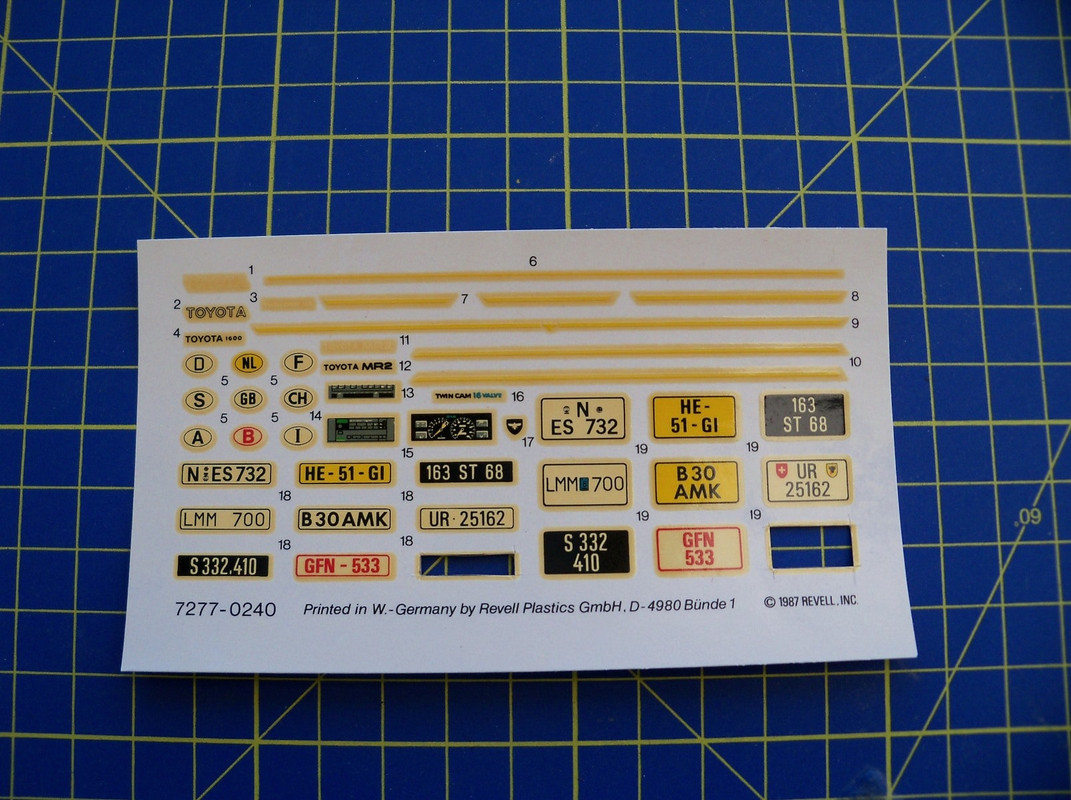 1
6
2
TOYOTA
3
7
8
4
TOYOTA 1600
9
11
TOYOTA MR2
12
10
D
NL
F
5
5
13
TWIN CAM 16 VALVE
16
S
GB
CH
5
5
14
A
B
I
15
17
N ES 732
HE-
51-GI
163
ST 68
19
19
N ES 732
HE-51-GI
163 ST 68
LMM 700
B30
AMK
UR
25162
18
18
19
19
LMM 700
B30AMK
UR·25162
18
18
S 332.410
GFN-533
S 332
410
GFN
533
7277-0240
Printed in W.-Germany by Revell Plastics GmbH, D-4980 Bünde 1
© 1987 REVELL, INC.
60.